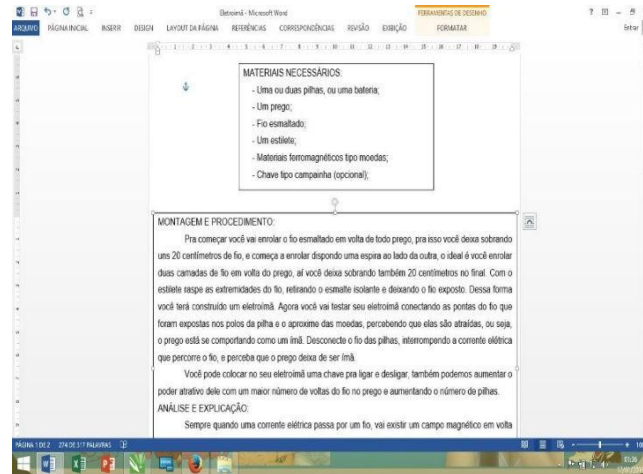 Eletroímã - Microsoft Word
FERRAMENTAS DE DESENHO
ARQUIVO PÁGINA INICIAL INSERIR DESIGN LAYOUT DA PÁGINA REFERÊNCIAS CORRESPONDÊNCIAS REVISÃO EXIBIÇÃO FORMATAR Entrar
MATERIAIS NECESSÁRIOS:
- Uma ou duas pilhas, ou uma bateria;
- Um prego;
- Fio esmaltado;
- Um estilete;
- Materiais ferromagnéticos tipo moedas;
- Chave tipo campainha (opcional);
MONTAGEM E PROCEDIMENTO:
Pra começar você vai enrolar o fio esmaltado em volta de todo prego, pra isso você deixa sobrando
uns 20 centímetros de fio, e começa a enrolar dispondo uma espira ao lado da outra, o ideal é você enrolar
duas camadas de fio em volta do prego, aí você deixa sobrando também 20 centímetros no final. Com o
estilete raspe as extremidades do fio, retirando o esmalte isolante e deixando o fio exposto. Dessa forma
você terá construído um eletroímã. Agora você vai testar seu eletroímã conectando as pontas do fio que
foram expostas nos polos da pilha e o aproxime das moedas, percebendo que elas são atraídas, ou seja,
o prego está se comportando como um ímã. Desconecte o fio das pilhas, interrompendo a corrente elétrica
que percorre o fio, e perceba que o prego deixa de ser ímã.
Você pode colocar no seu eletroímã uma chave pra ligar e desligar, também podemos aumentar o
poder atrativo dele com um maior número de voltas do fio no prego e aumentando o número de pilhas.
ANÁLISE E EXPLICAÇÃO:
Sempre quando uma corrente elétrica passa por um fio, vai existir um campo magnético em volta
PÁGINA 1 DE 2 274 DE 517 PALAVRAS